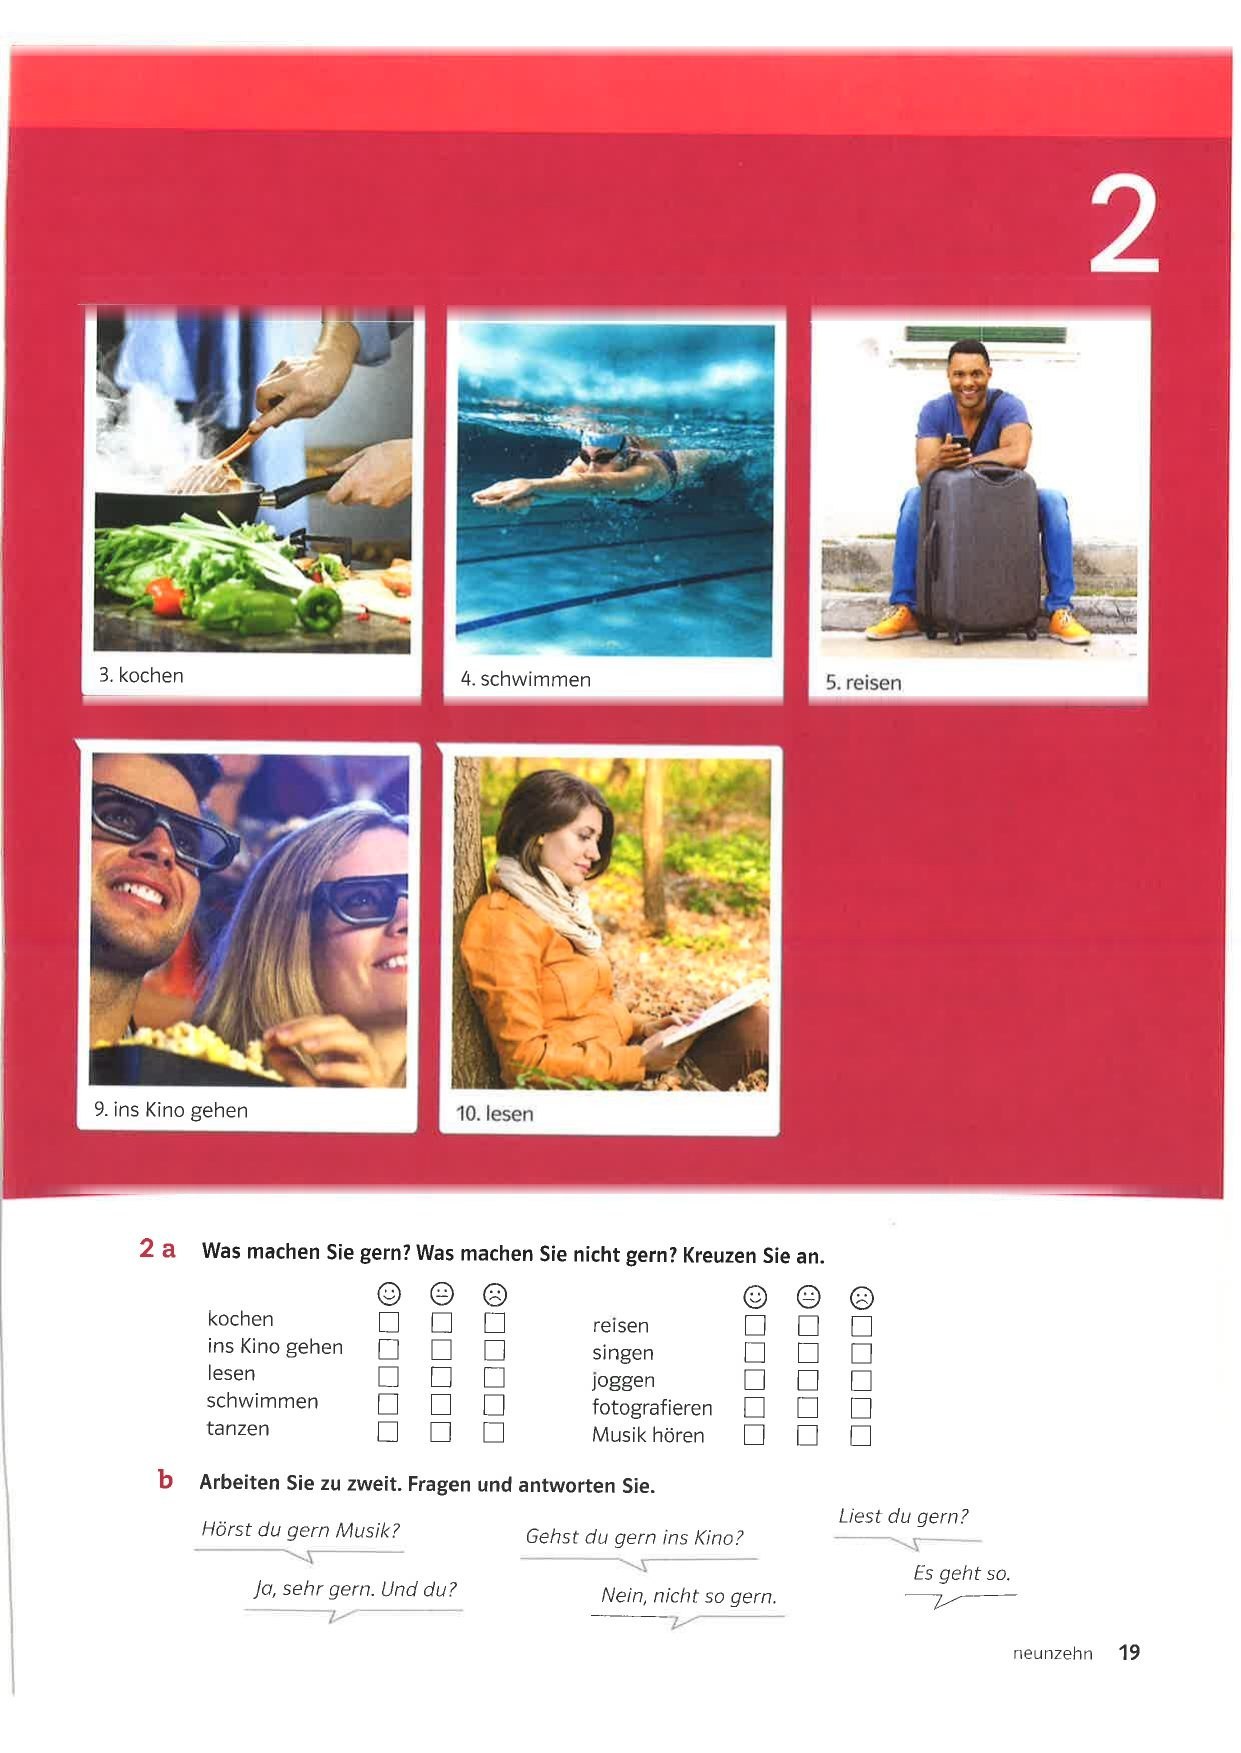 2
3. kochen
4. schwimmen
5. reisen
9. ins Kino gehen
10. lesen
2 a Was machen Sie gern? Was machen Sie nicht gern? Kreuzen Sie an.
kochen
ins Kino gehen
lesen
schwimmen
tanzen
reisen
singen
joggen
fotografieren
Musik hören
b Arbeiten Sie zu zweit. Fragen und antworten Sie.
Hörst du gern Musik?
Ja, sehr gern. Und du?
Gehst du gern ins Kino?
Nein, nicht so gern.
Liest du gern?
Es geht so.
neunzehn 19